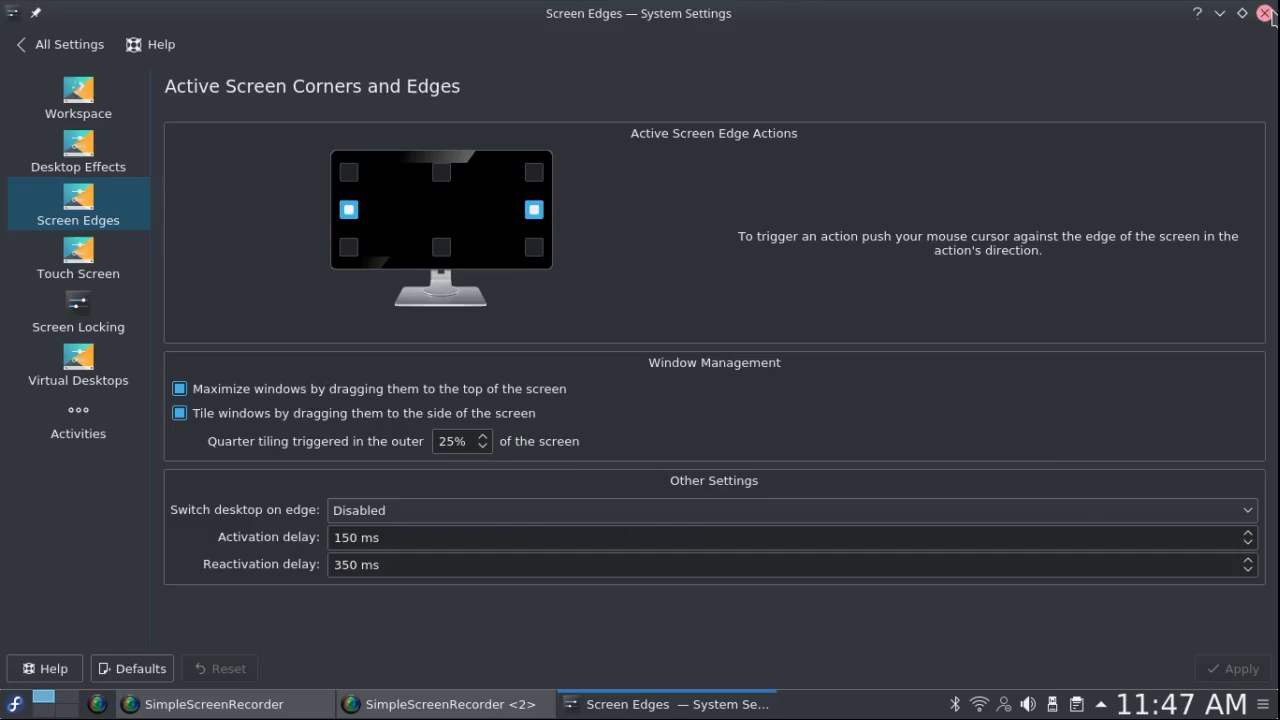 Screen Edges — System Settings
All Settings
Help
Workspace
Desktop Effects
Screen Edges
Touch Screen
Screen Locking
Virtual Desktops
Activities
Active Screen Corners and Edges
Active Screen Edge Actions
To trigger an action push your mouse cursor against the edge of the screen in the
action's direction.
Window Management
Maximize windows by dragging them to the top of the screen
Tile windows by dragging them to the side of the screen
Quarter tiling triggered in the outer 25% of the screen
Other Settings
Switch desktop on edge: Disabled
Activation delay: 150 ms
Reactivation delay: 350 ms
Help
Defaults
Reset
Apply
SimpleScreenRecorder
SimpleScreenRecorder <2>
Screen Edges — System Se...
11:47 AM